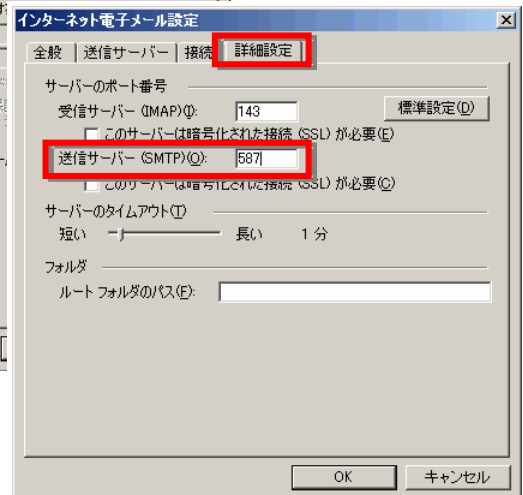 インターネット電子メール設定
全般 送信サーバー 接続 詳細設定
サーバーのポート番号
受信サーバー (IMAP)(I): 143 標準設定(D)
このサーバーは暗号化された接続 (SSL) が必要(E)
送信サーバー (SMTP)(O): 587
このサーバーは暗号化された接続 (SSL) が必要(C)
サーバーのタイムアウト(T)
短い 長い 1 分
フォルダ
ルート フォルダのパス(F):
OK キャンセル